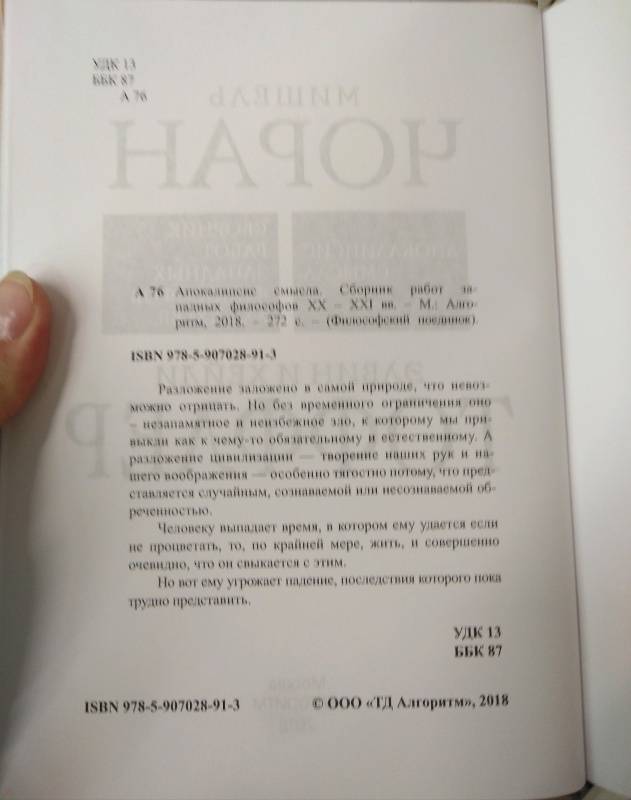 УДК 13
ББК 87
А 76
А 76 Апокалипсис смысла. Сборник работ за-
падных философов XX – XXI вв. – М.: Алго-
ритм, 2018. – 272 с. – (Философский поединок).
ISBN 978-5-907028-91-3
Разложение заложено в самой природе, что невоз-
можно отрицать. Но без временного ограничения оно
- незапамятное и неизбежное зло, к которому мы при-
выкли как к чему-то обязательному и естественному. А
разложение цивилизации – творение наших рук и на-
шего воображения — особенно тягостно потому, что пред-
ставляется случайным, сознаваемой или несознаваемой об-
реченностью.
Человеку выпадает время, в котором ему удается если
не процветать, то, по крайней мере, жить, и совершенно
очевидно, что он свыкается с этим.
Но вот ему угрожает падение, последствия которого пока
трудно представить.
УДК 13
ББК 87
ISBN 978-5-907028-91-3 © ООО «ТД Алгоритм», 2018
МИШЕЛЬ
ЧОРАН